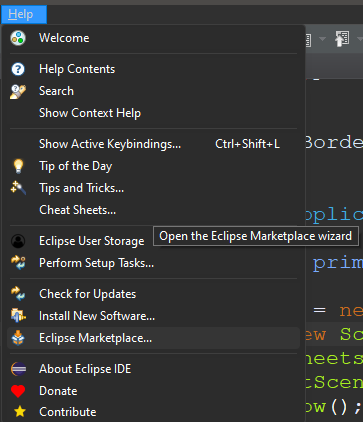 Help
Welcome
Help Contents
Search
Show Context Help
Borde
Show Active Keybindings... Ctrl+Shift+L
Tip of the Day
Tips and Tricks...
Cheat Sheets...
pplic
Eclipse User Storage
Open the Eclipse Marketplace wizard
Perform Setup Tasks...
prim
Check for Updates
= ne
Install New Software...
ew Sc
Eclipse Marketplace...
heets
About Eclipse IDE
tScen
Donate
ow();
Contribute